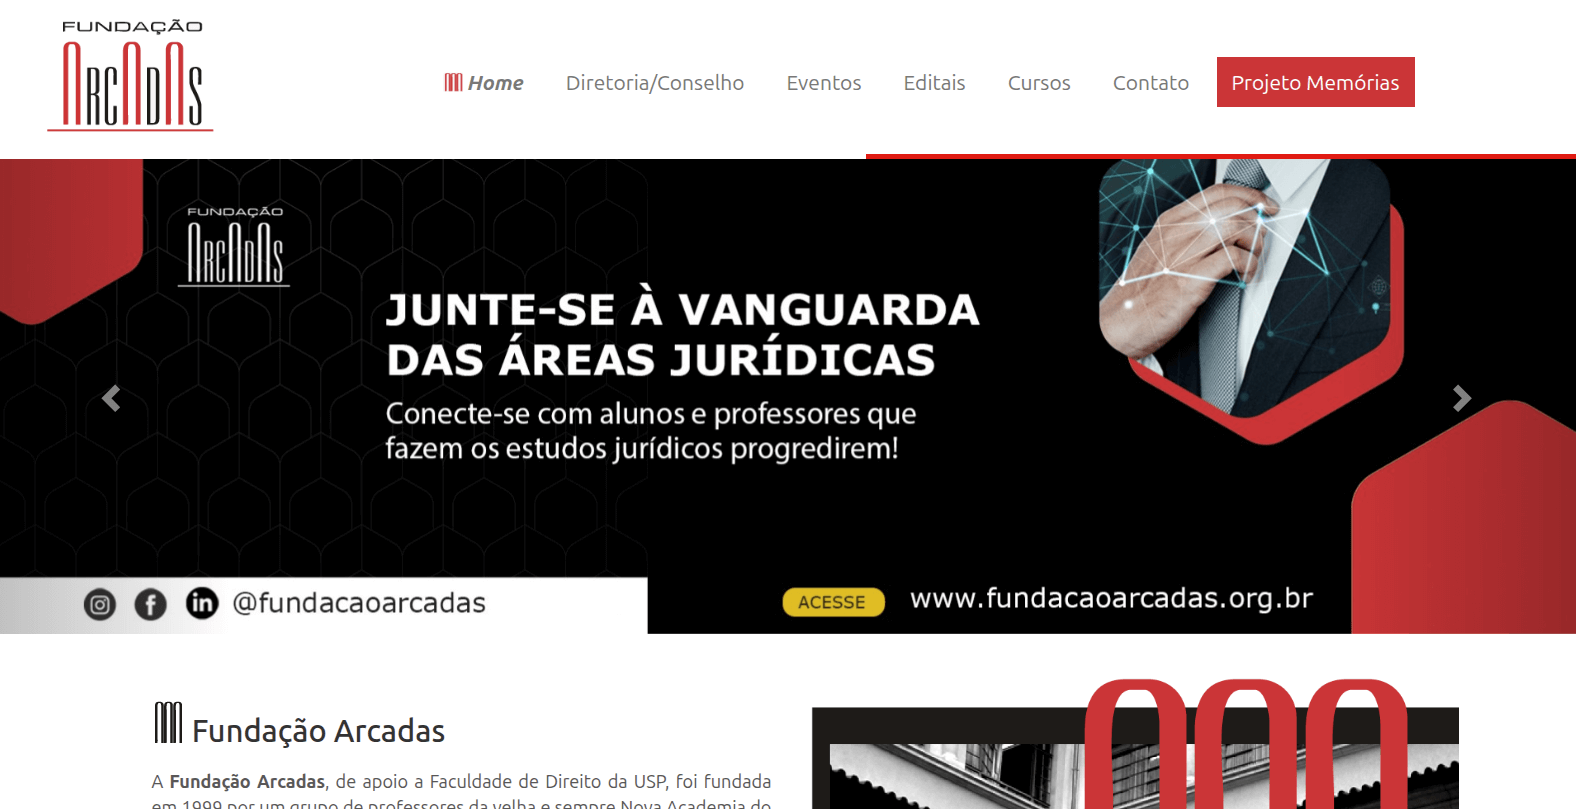 FUNDAÇÃO
ARCADAS
Home Diretoria/Conselho Eventos Editais Cursos Contato Projeto Memórias
FUNDAÇÃO
ARCADAS
JUNTE-SE À VANGUARDA
DAS ÁREAS JURÍDICAS
Conecte-se com alunos e professores que
fazem os estudos jurídicos progredirem!
@fundacaoarcadas
ACESSE www.fundacaoarcadas.org.br
Fundação Arcadas
A Fundação Arcadas, de apoio a Faculdade de Direito da USP, foi fundada
em 1999 por um grupo de professores da velha e sempre Nova Academia do